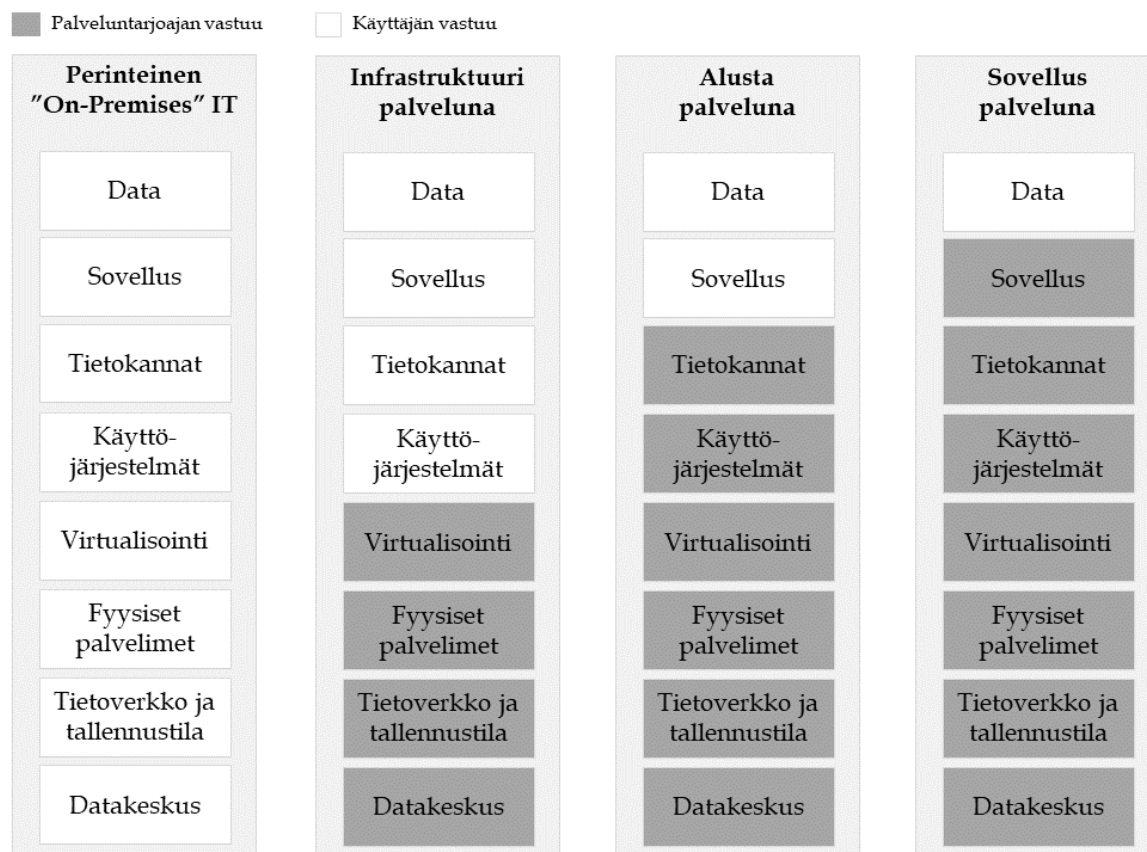 Palveluntarjoajan vastuu
Käyttäjän vastuu
Perinteinen
”On-Premises” IT
Data
Sovellus
Tietokannat
Käyttö-
järjestelmät
Virtualisointi
Fyysiset
palvelimet
Tietoverkko ja
tallennustila
Datakeskus
Infrastruktuuri
palveluna
Data
Sovellus
Tietokannat
Käyttö-
järjestelmät
Virtualisointi
Fyysiset
palvelimet
Tietoverkko ja
tallennustila
Datakeskus
Alusta
palveluna
Data
Sovellus
Tietokannat
Käyttö-
järjestelmät
Virtualisointi
Fyysiset
palvelimet
Tietoverkko ja
tallennustila
Datakeskus
Sovellus
palveluna
Data
Sovellus
Tietokannat
Käyttö-
järjestelmät
Virtualisointi
Fyysiset
palvelimet
Tietoverkko ja
tallennustila
Datakeskus